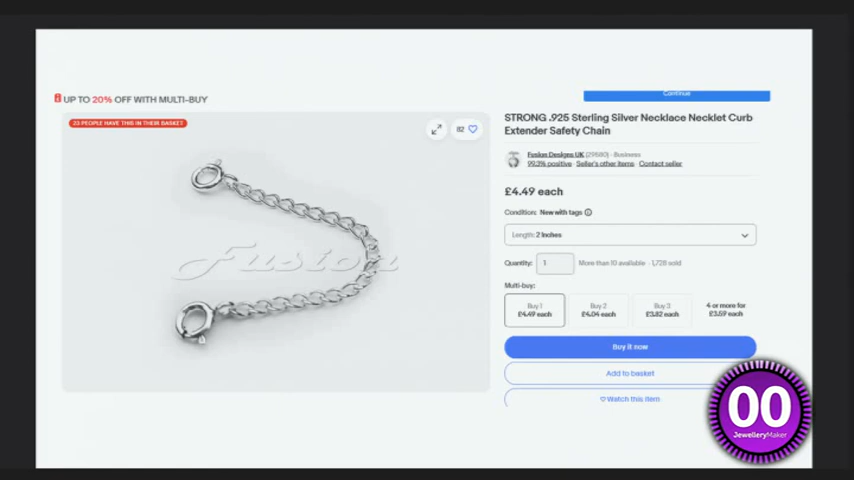 UP TO 20% OFF WITH MULTI-BUY
23 PEOPLE HAVE THIS IN THEIR BASKET
82
Fusion
Continue
STRONG .925 Sterling Silver Necklace Necklet Curb
Extender Safety Chain
Fusion Designs UK (29580) · Business
99.3% positive · Seller's other items · Contact seller
£4.49 each
Condition: New with tags
Length: 2 Inches
Quantity: 1 More than 10 available · 1,728 sold
Multi-buy:
Buy 1 Buy 2 Buy 3 4 or more for
£4.49 each £4.04 each £3.82 each £3.59 each
Buy it now
Add to basket
Watch this item
00
JewelleryMaker